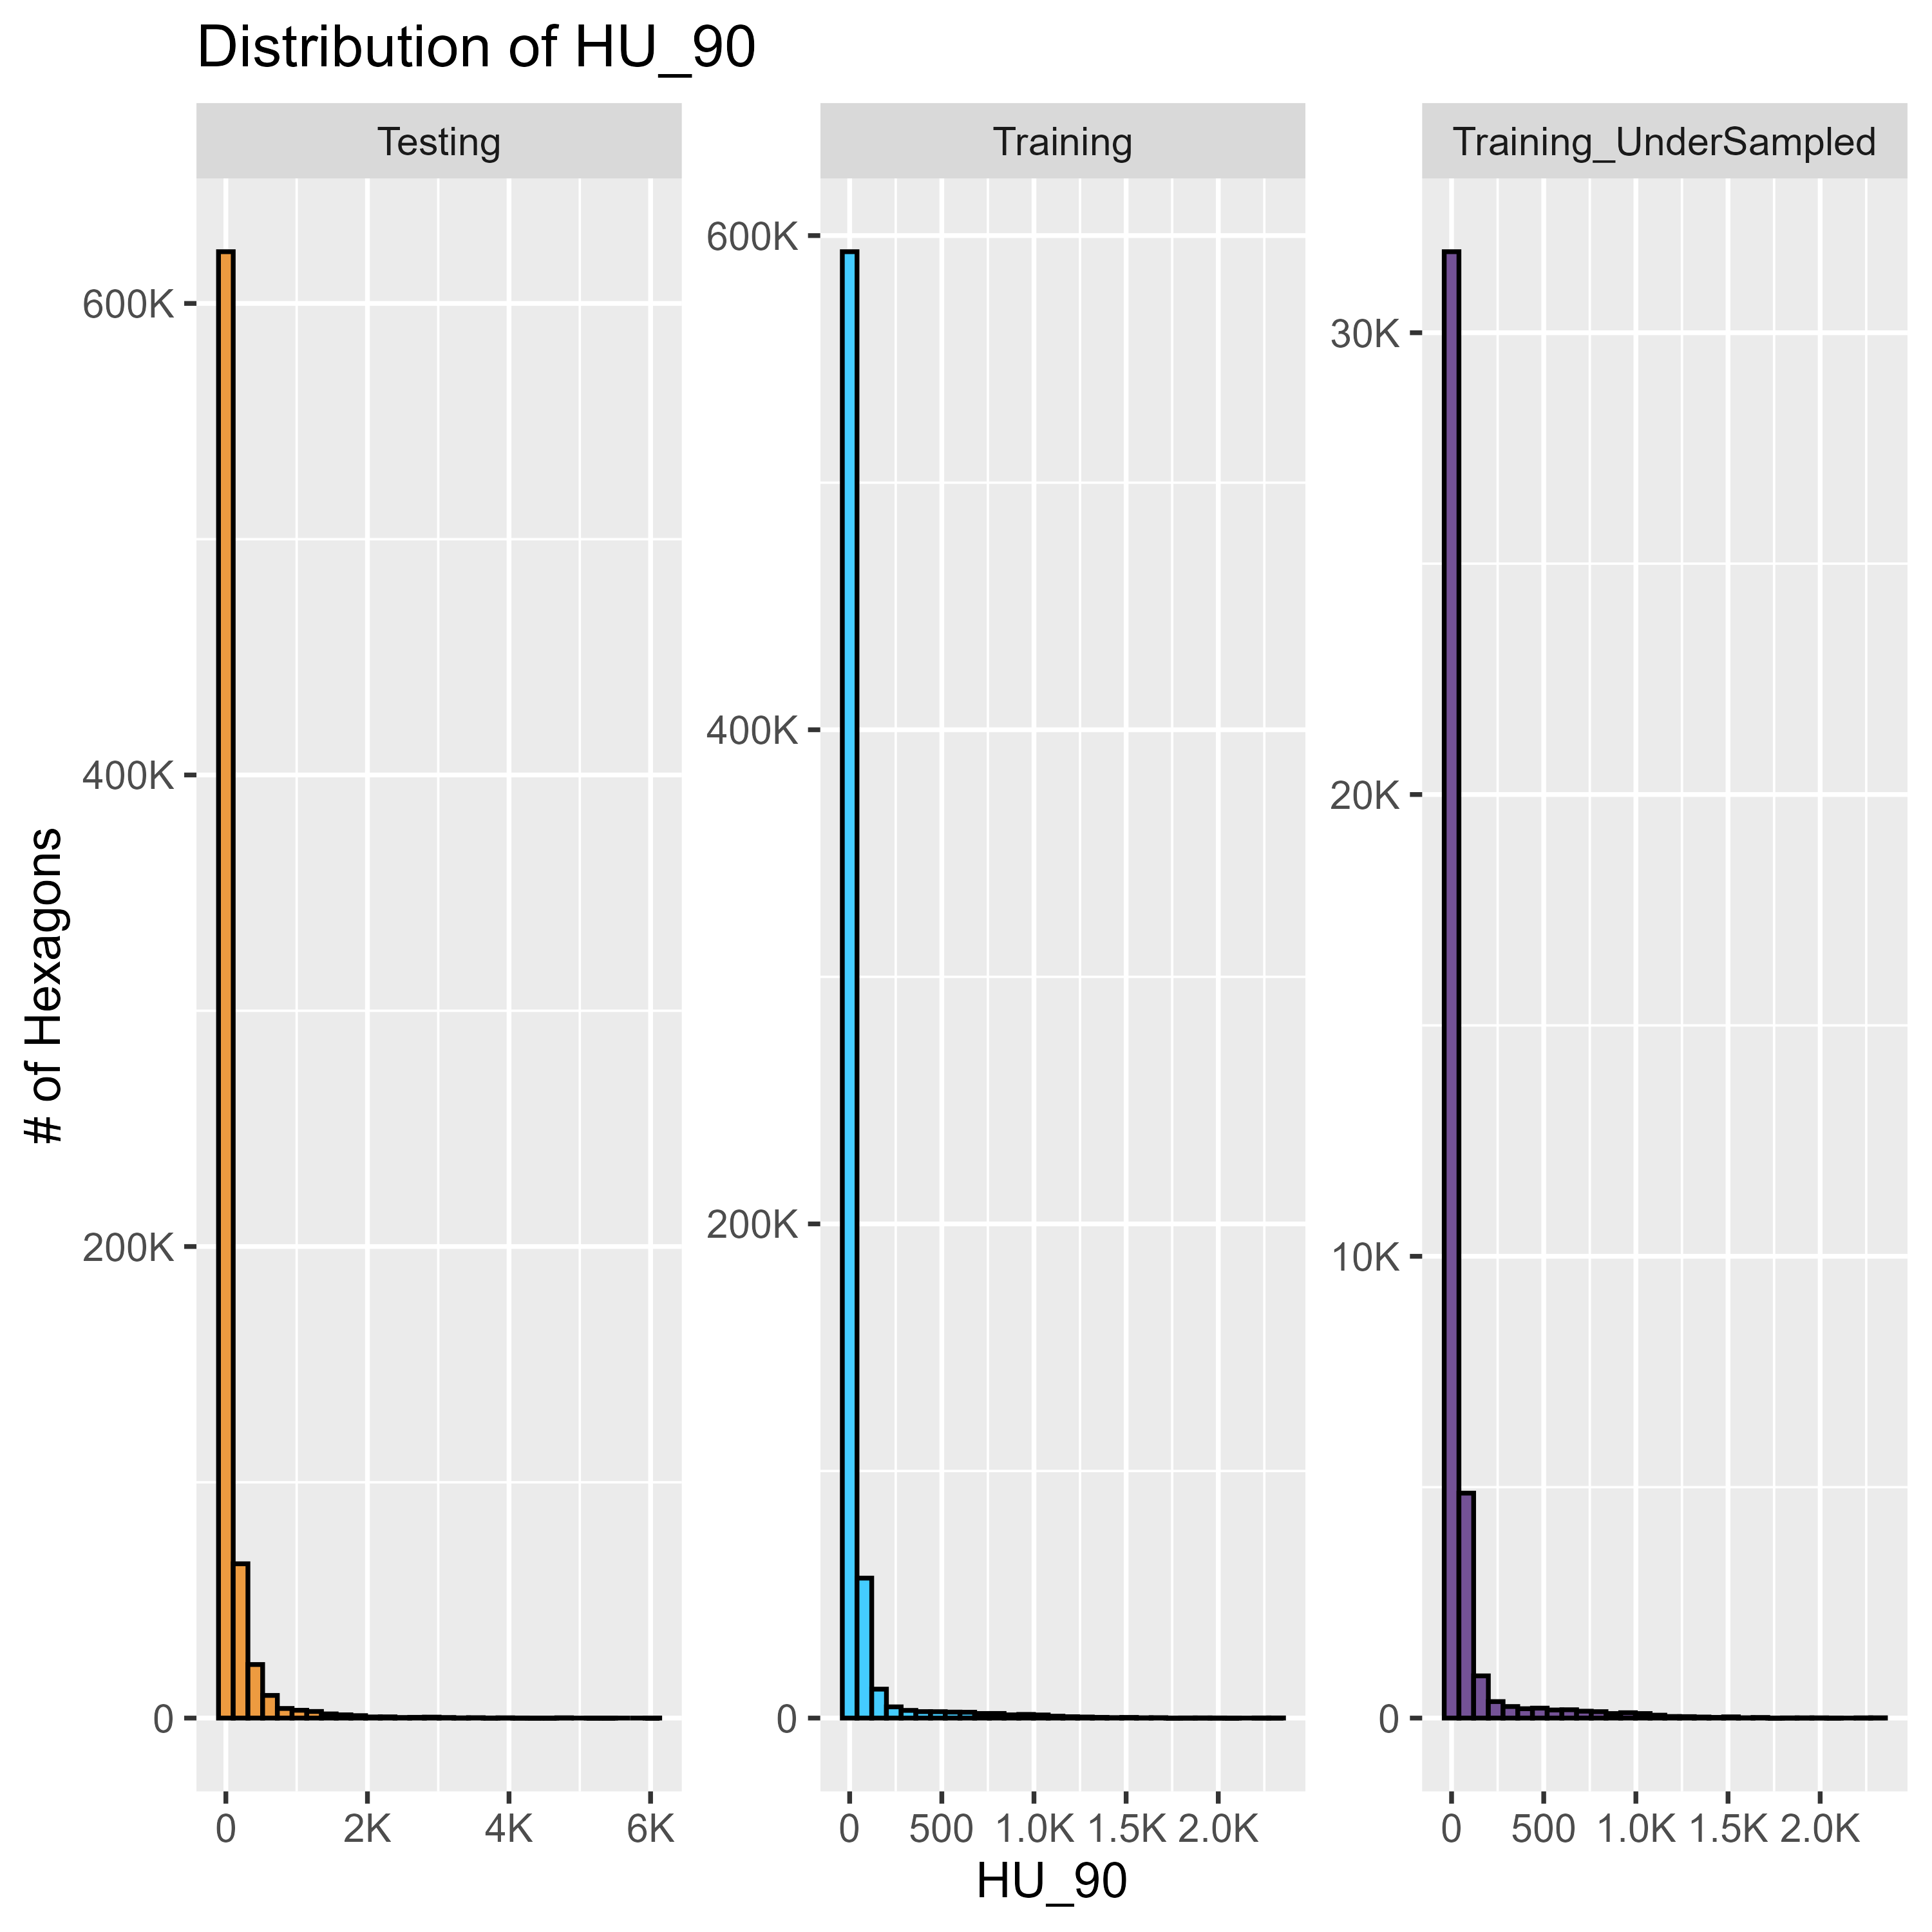 Distribution of HU_90
Testing
Training
Training_UnderSampled
# of Hexagons
600K
400K
200K
0
600K
400K
200K
0
30K
20K
10K
0
0 2K 4K 6K
0 500 1.0K 1.5K 2.0K
0 500 1.0K 1.5K 2.0K
HU_90